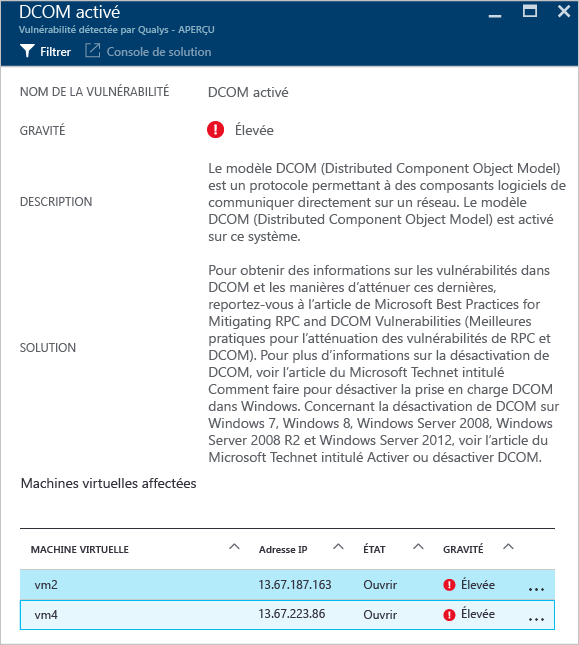 DCOM activé
Vulnérabilité détectée par Qualys - APERÇU
Filtrer Console de solution
NOM DE LA VULNÉRABILITÉ DCOM activé
GRAVITÉ Élevée
DESCRIPTION
Le modèle DCOM (Distributed Component Object Model)
est un protocole permettant à des composants logiciels de
communiquer directement sur un réseau. Le modèle
DCOM (Distributed Component Object Model) est activé
sur ce système.
SOLUTION
Pour obtenir des informations sur les vulnérabilités dans
DCOM et les manières d’atténuer ces dernières,
reportez-vous à l’article de Microsoft Best Practices for
Mitigating RPC and DCOM Vulnerabilities (Meilleures
pratiques pour l’atténuation des vulnérabilités de RPC et
DCOM). Pour plus d’informations sur la désactivation de
DCOM, voir l’article du Microsoft Technet intitulé
Comment faire pour désactiver la prise en charge DCOM
dans Windows. Concernant la désactivation de DCOM sur
Windows 7, Windows 8, Windows Server 2008, Windows
Server 2008 R2 et Windows Server 2012, voir l’article du
Microsoft Technet intitulé Activer ou désactiver DCOM.
Machines virtuelles affectées
MACHINE VIRTUELLE Adresse IP ÉTAT GRAVITÉ
vm2 13.67.187.163 Ouvrir Élevée ...
vm4 13.67.223.86 Ouvrir Élevée ...